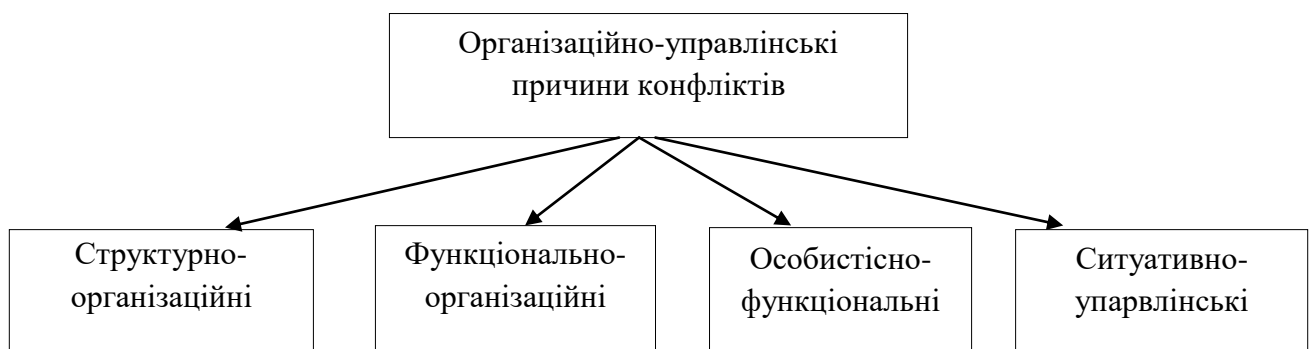 Організаційно-управлінські
причини конфліктів
Структурно-
організаційні
Функціонально-
організаційні
Особистісно-
функціональні
Ситуативно-
упарвлінські